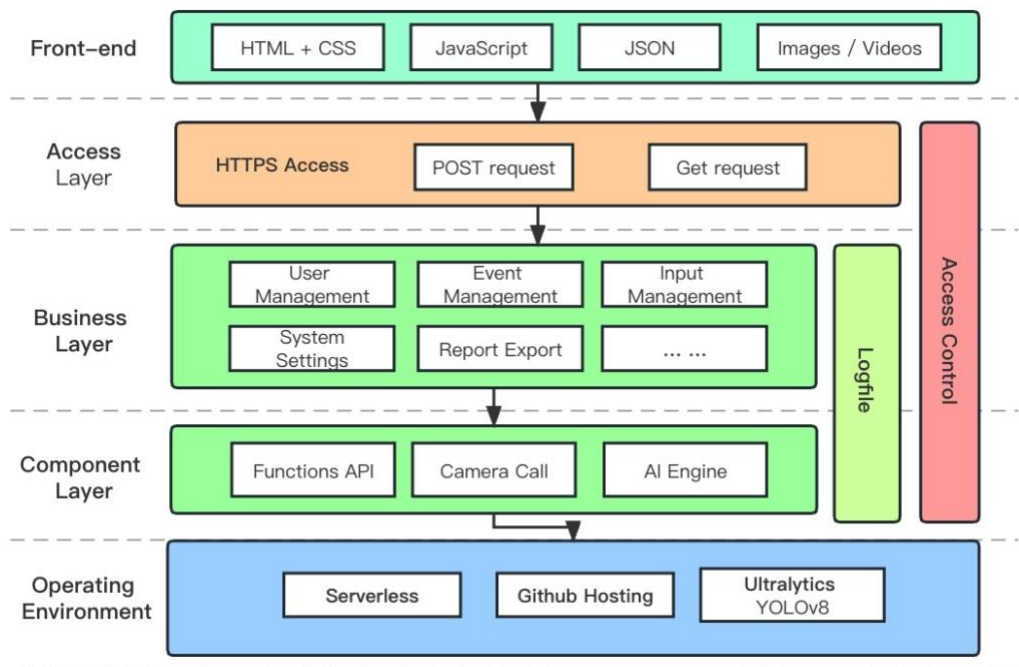 Front-end
HTML + CSS
JavaScript
JSON
Images / Videos
Access
Layer
HTTPS Access
POST request
Get request
Business
Layer
User
Management
Event
Management
Input
Management
System
Settings
Report Export
... ...
Logfile
Access Control
Component
Layer
Functions API
Camera Call
AI Engine
Operating
Environment
Serverless
Github Hosting
Ultralytics
YOLOv8